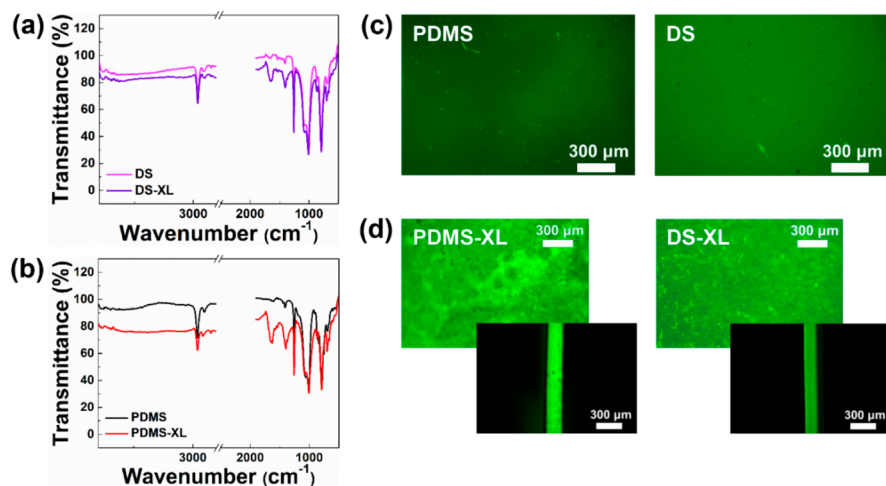 (a)
Transmittance (%)
120
100
80
60
40
20
0
DS
DS-XL
3000
2000
1000
Wavenumber (cm⁻¹)
(b)
Transmittance (%)
120
100
80
60
40
20
0
PDMS
PDMS-XL
3000
2000
1000
Wavenumber (cm⁻¹)
(c)
PDMS
300 µm
DS
300 µm
(d)
PDMS-XL
300 µm
300 µm
DS-XL
300 µm
300 µm